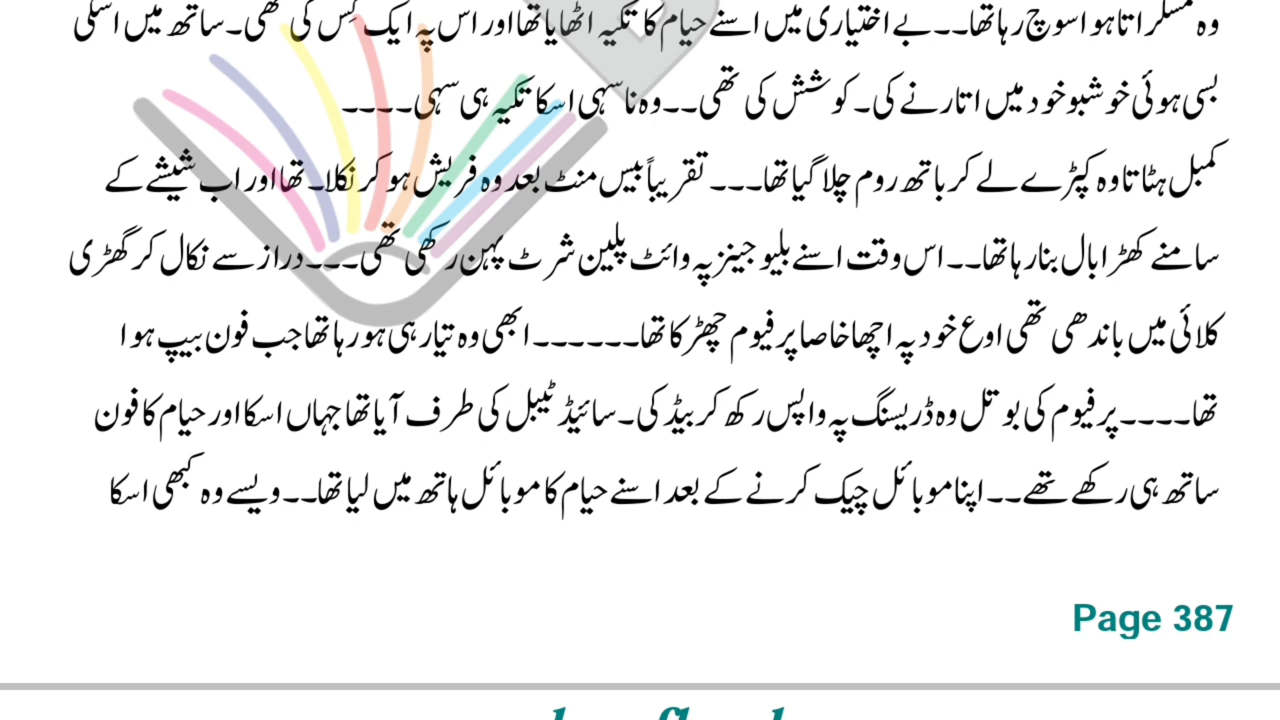 وہ مسکراتا ہوا سوچ رہا تھا۔۔ بے اختیاری میں اسنے حیام کا تکیہ اٹھایا تھا اور اس پہ ایک کِس کی تھی۔ ساتھ میں اسکی
بسی ہوئی خوشبو خود میں اتارنے کی۔ کوشش کی تھی۔۔ وہ نا سہی اسکا تکیہ ہی سہی۔۔۔۔
کمبل ہٹاتا وہ کپڑے لے کر باتھ روم چلا گیا تھا۔۔۔ تقریباً بیس منٹ بعد وہ فریش ہو کر نکلا۔ تھا اور اب شیشے کے
سامنے کھڑا بال بنا رہا تھا۔۔ اس وقت اسنے بلیو جینز پہ وائٹ پلین شرٹ پہن رکھی تھی۔۔۔ دراز سے نکال کر گھڑی
کلائی میں باندھی تھی اوع خود پہ اچھا خاصا پرفیوم چھڑکا تھا۔۔۔۔۔۔ ابھی وہ تیار ہی ہو رہا تھا جب فون بیپ ہوا
تھا۔۔۔۔ پرفیوم کی بوتل وہ ڈریسنگ پہ واپس رکھ کر بیڈ کی۔ سائیڈ ٹیبل کی طرف آیا تھا جہاں اسکا اور حیام کا فون
ساتھ ہی رکھے تھے۔۔ اپنا موبائل چیک کرنے کے بعد اسنے حیام کا موبائل ہاتھ میں لیا تھا۔۔ ویسے وہ کبھی اسکا
Page 387